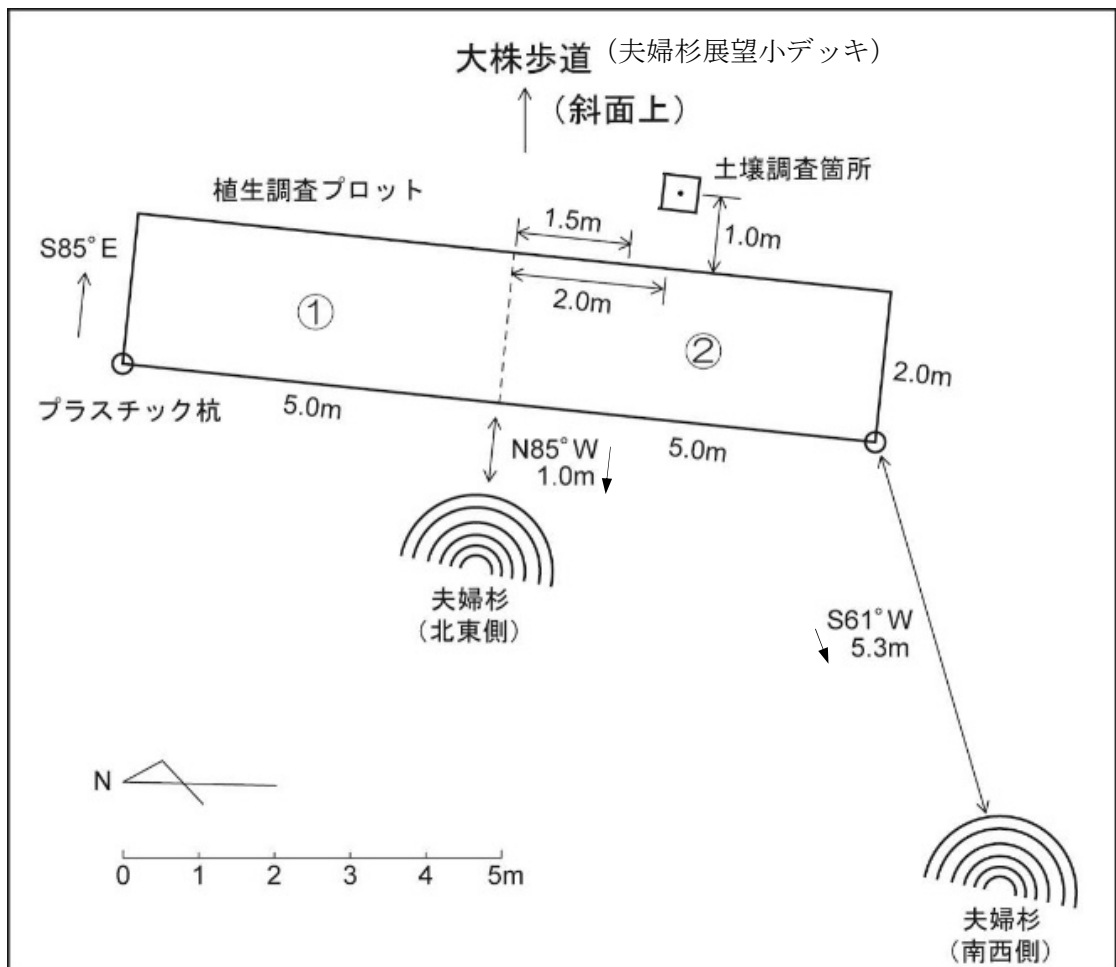 大株歩道（夫婦杉展望小デッキ）
（斜面上）
土壌調査箇所
植生調査プロット
1.5m
1.0m
S85°E
2.0m
①
②
2.0m
プラスチック杭
5.0m
N85°W
1.0m
5.0m
夫婦杉
（北東側）
S61°W
5.3m
N
0 1 2 3 4 5m
夫婦杉
（南西側）